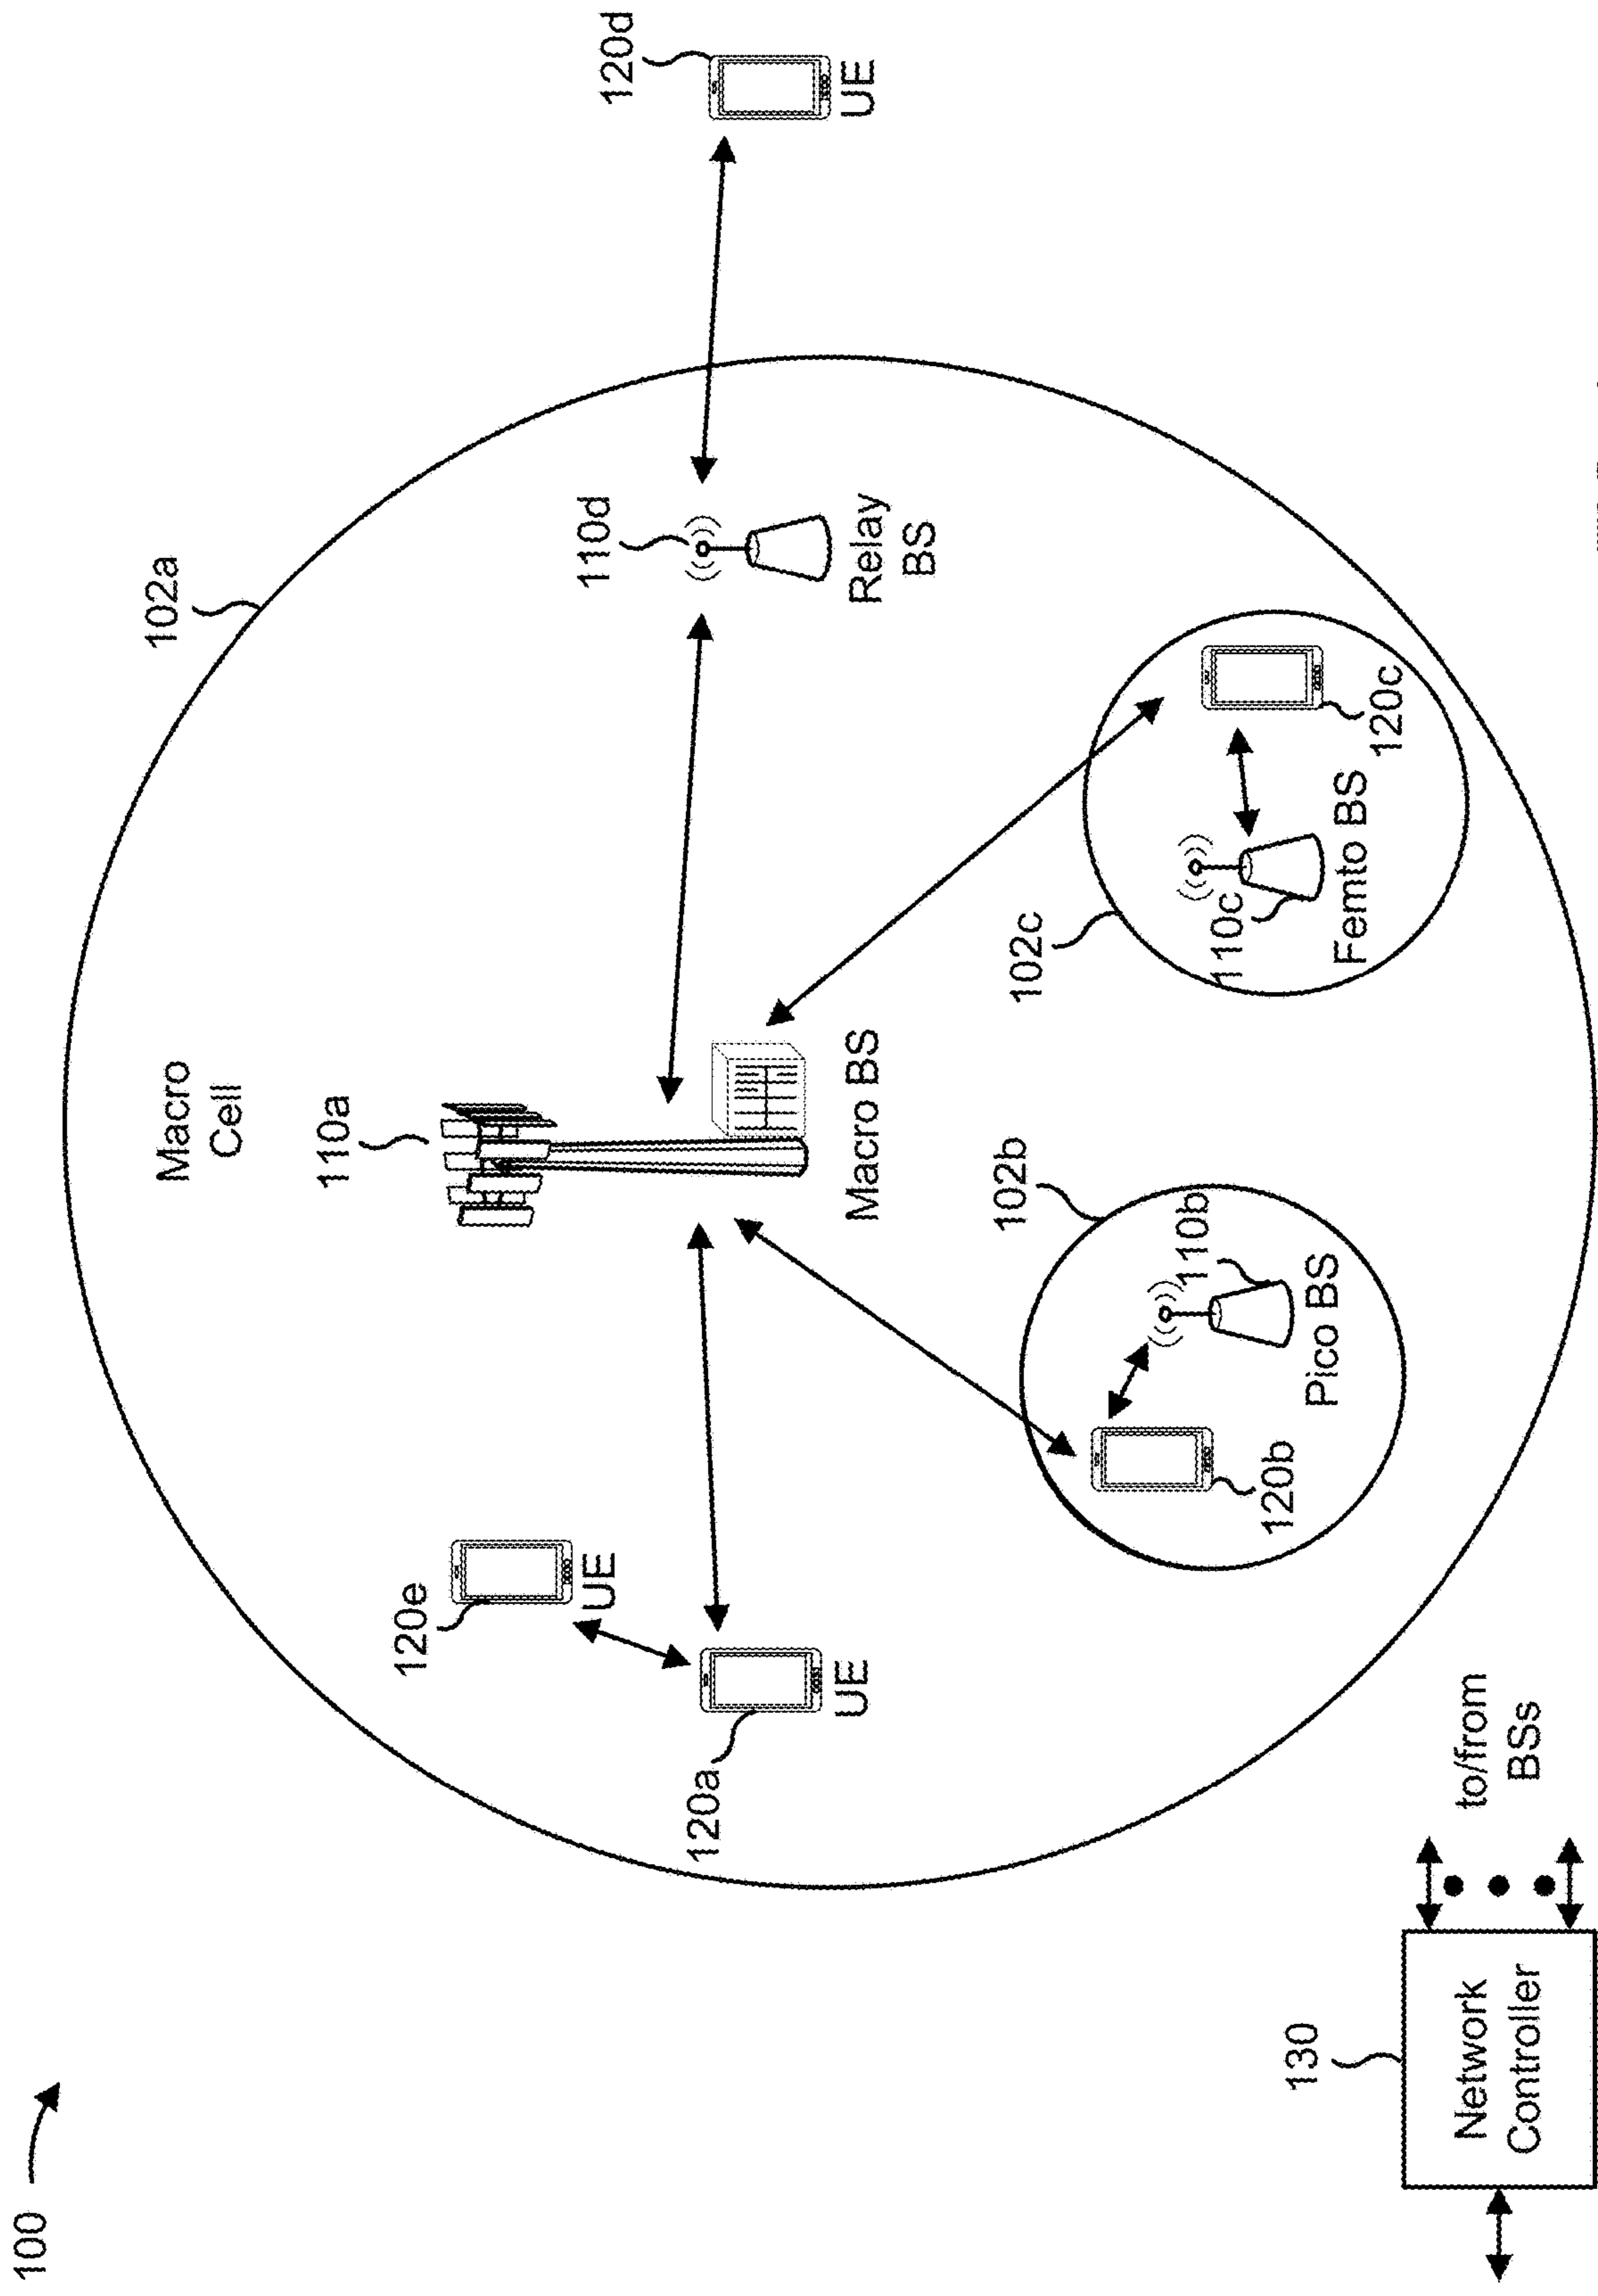 100
102a
Macro
Cell
110a
110d
120d
UE
120e
UE
Relay
BS
120a
UE
Macro BS
102b
102c
110b
110c
120b
Pico BS
Femto BS
120c
130
Network
Controller
to/from
BSs